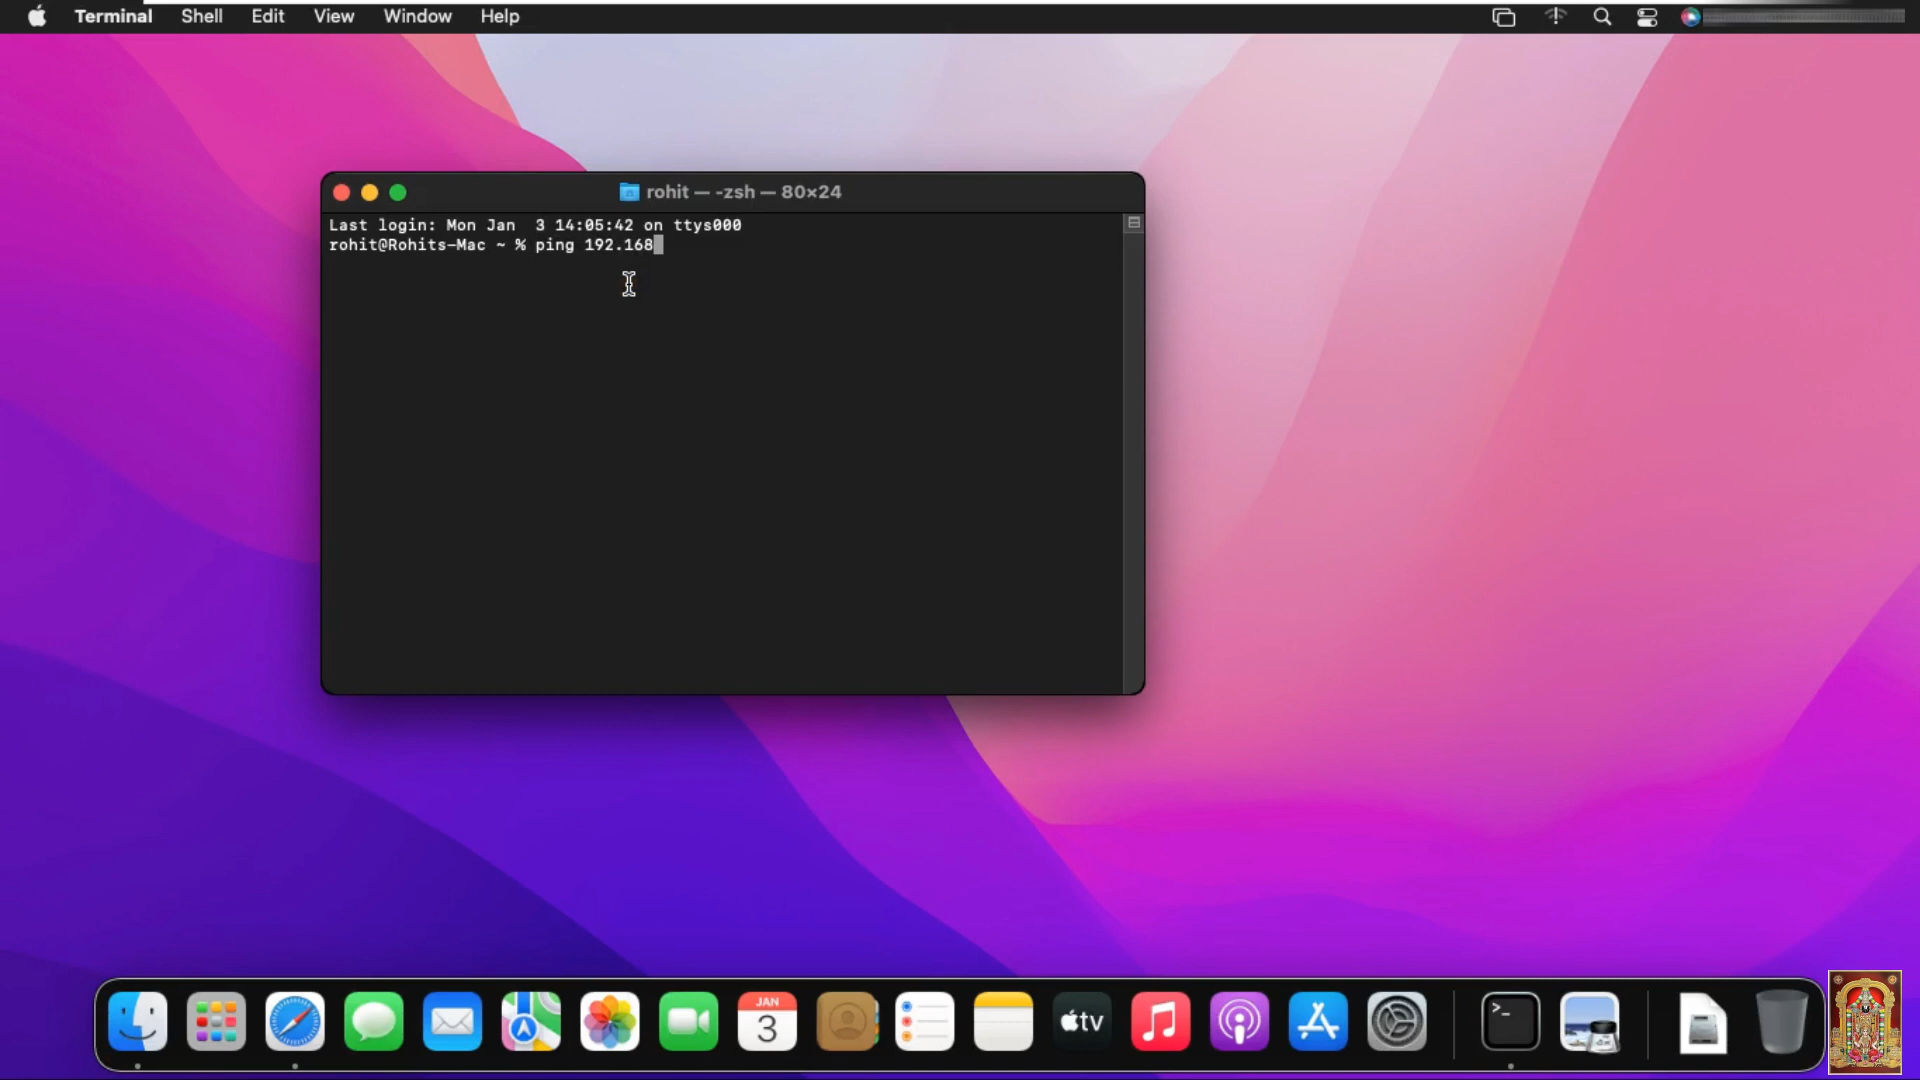 Terminal Shell Edit View Window Help
rohit — -zsh — 80×24
Last login: Mon Jan  3 14:05:42 on ttys000
rohit@Rohits-Mac ~ % ping 192.168
JAN
3
tv
>_